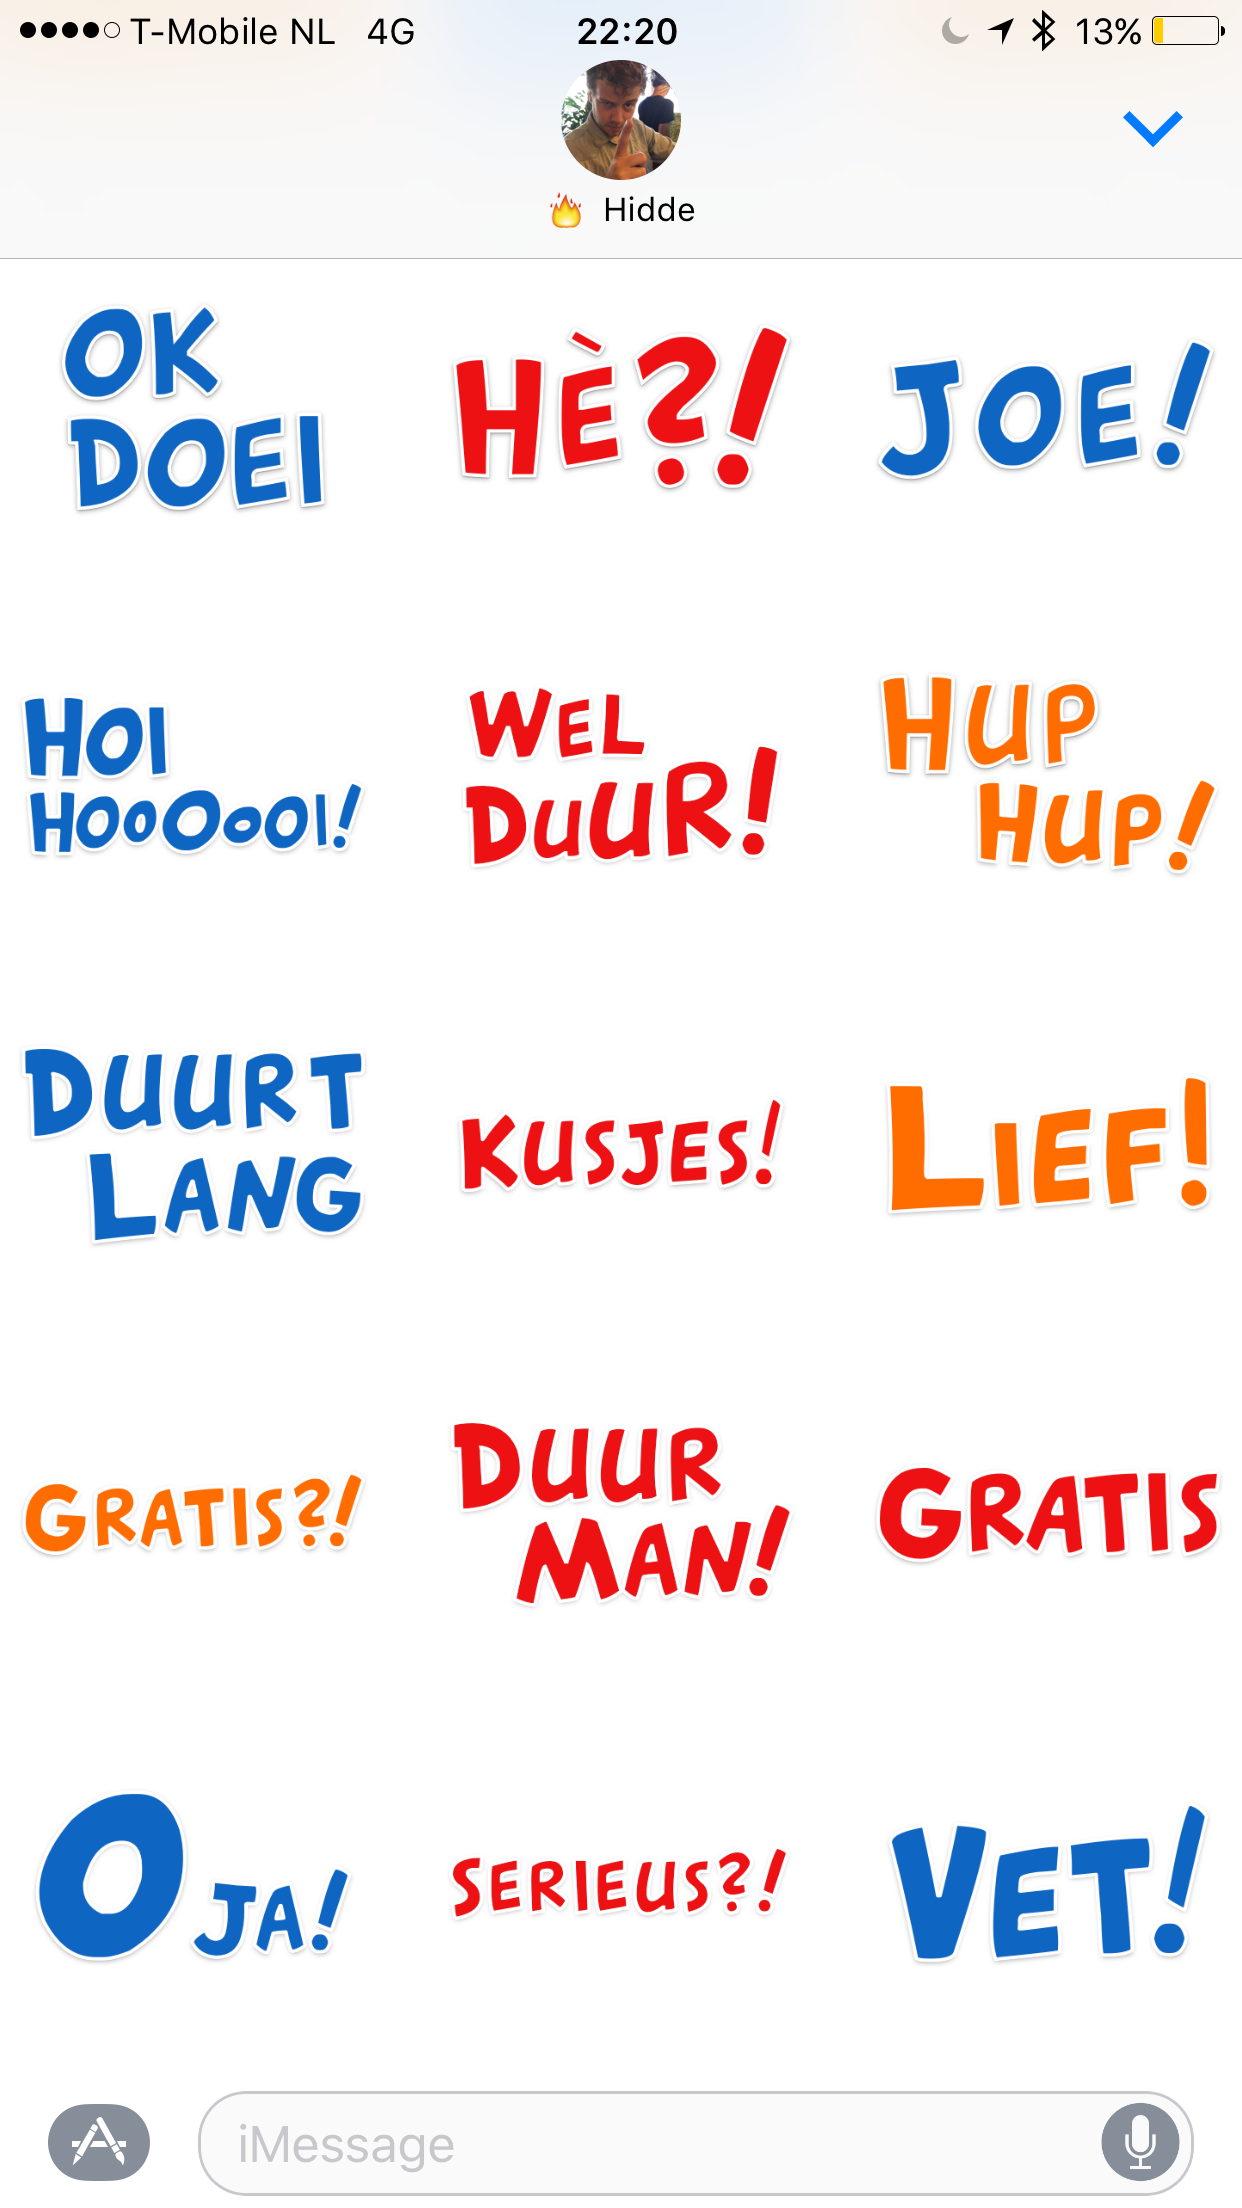 T-Mobile NL 4G 22:20 13%
🔥 Hidde
OK
DOEI
HÈ?!
JOE!
HOI
HOOOOOI!
WEL
DUUR!
HUP
HUP!
DUURT
LANG
KUSJES!
LIEF!
GRATIS?!
DUUR
MAN!
GRATIS
O JA!
SERIEUS?!
VET!
iMessage